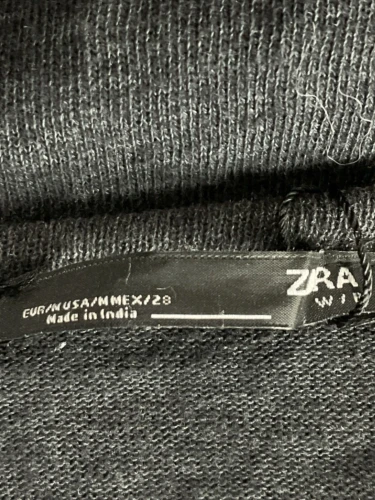 EUR/M USA/M MEX/28
Made in India
ZARA